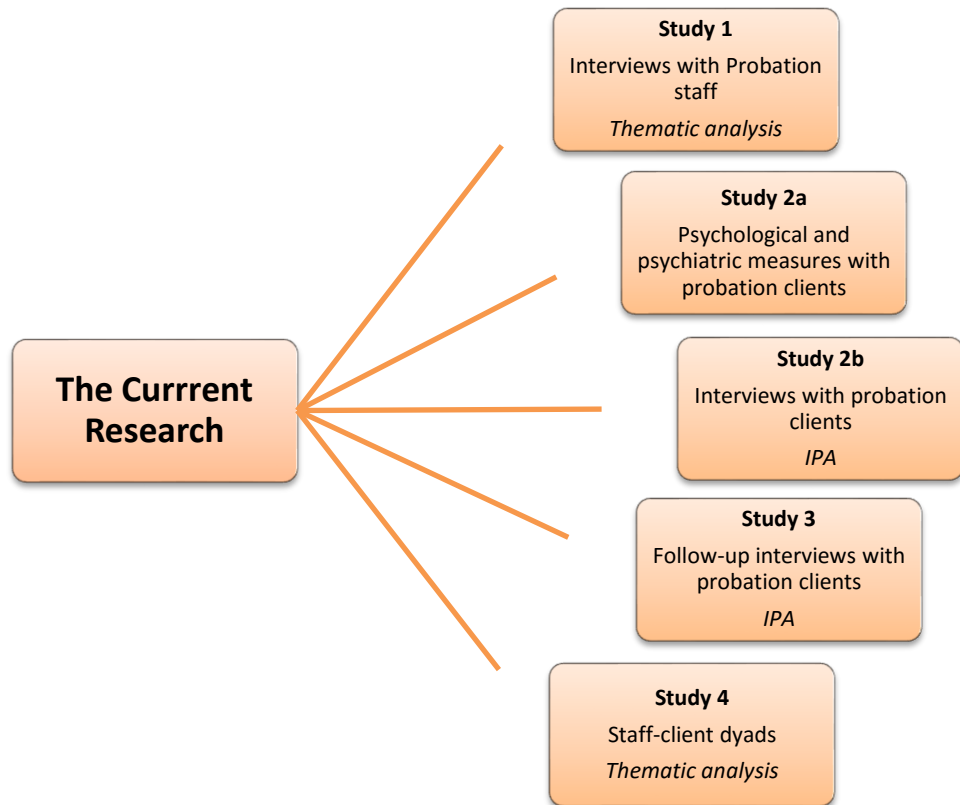 Study 1
Interviews with Probation
staff
Thematic analysis
Study 2a
Psychological and
psychiatric measures with
probation clients
The Currrent
Research
Study 2b
Interviews with probation
clients
IPA
Study 3
Follow-up interviews with
probation clients
IPA
Study 4
Staff-client dyads
Thematic analysis